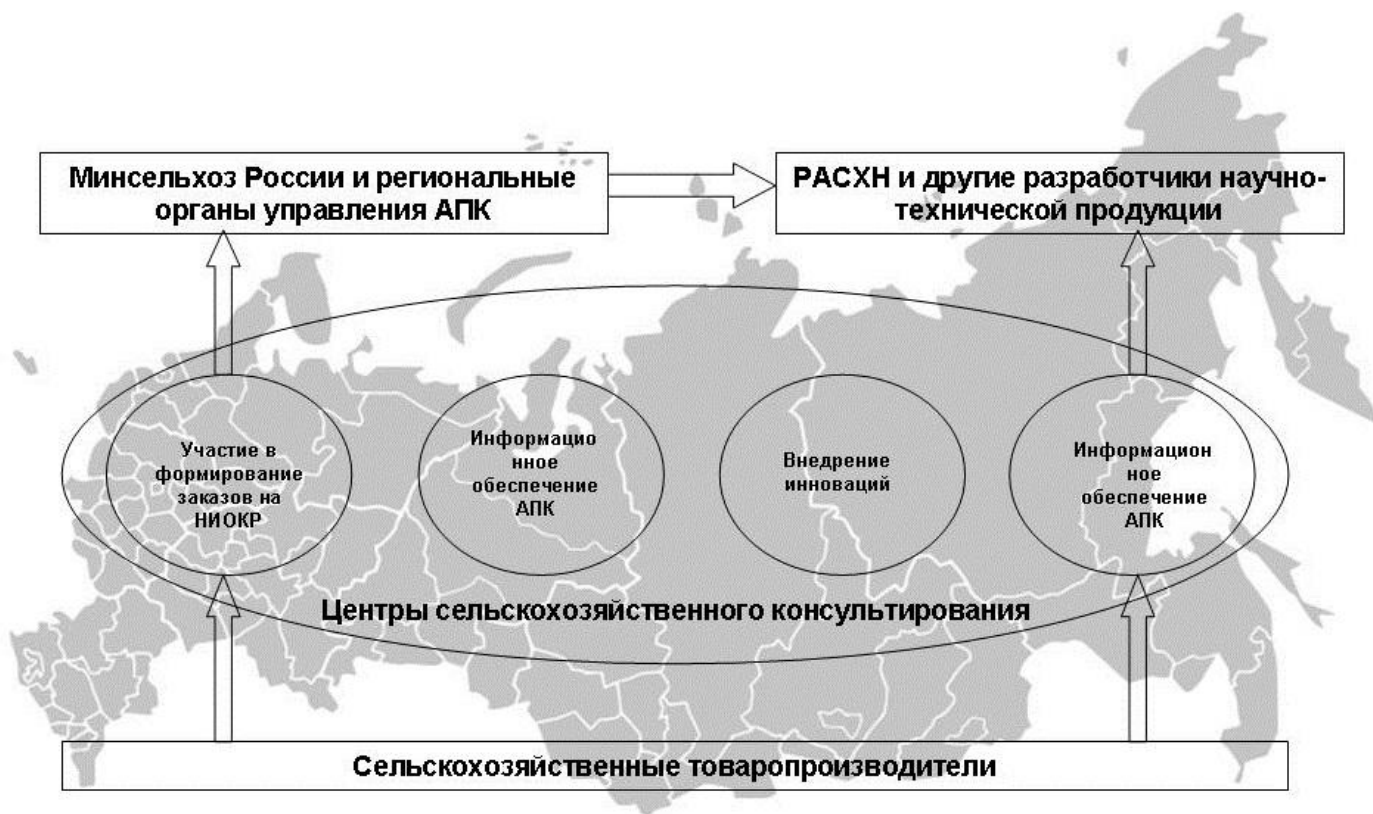 Минсельхоз России и региональные
органы управления АПК
РАСХН и другие разработчики научно-
технической продукции
Участие в
формирование
заказов на
НИОКР
Информацио
нное
обеспечение
АПК
Внедрение
инноваций
Информацион
ное
обеспечение
АПК
Центры сельскохозяйственного консультирования
Сельскохозяйственные товаропроизводители